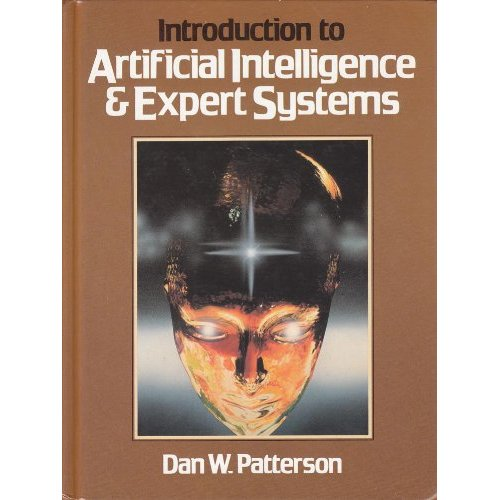 Introduction to
Artificial Intelligence
& Expert Systems
Dan W. Patterson